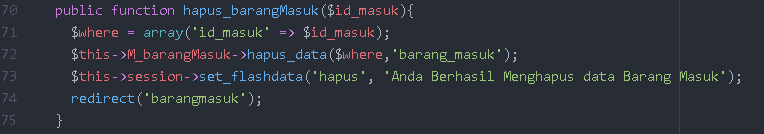 70 public function hapus_barangMasuk($id_masuk){
71 $where = array('id_masuk' => $id_masuk);
72 $this->M_barangMasuk->hapus_data($where,'barang_masuk');
73 $this->session->set_flashdata('hapus', 'Anda Berhasil Menghapus data Barang Masuk');
74 redirect('barangmasuk');
75 }